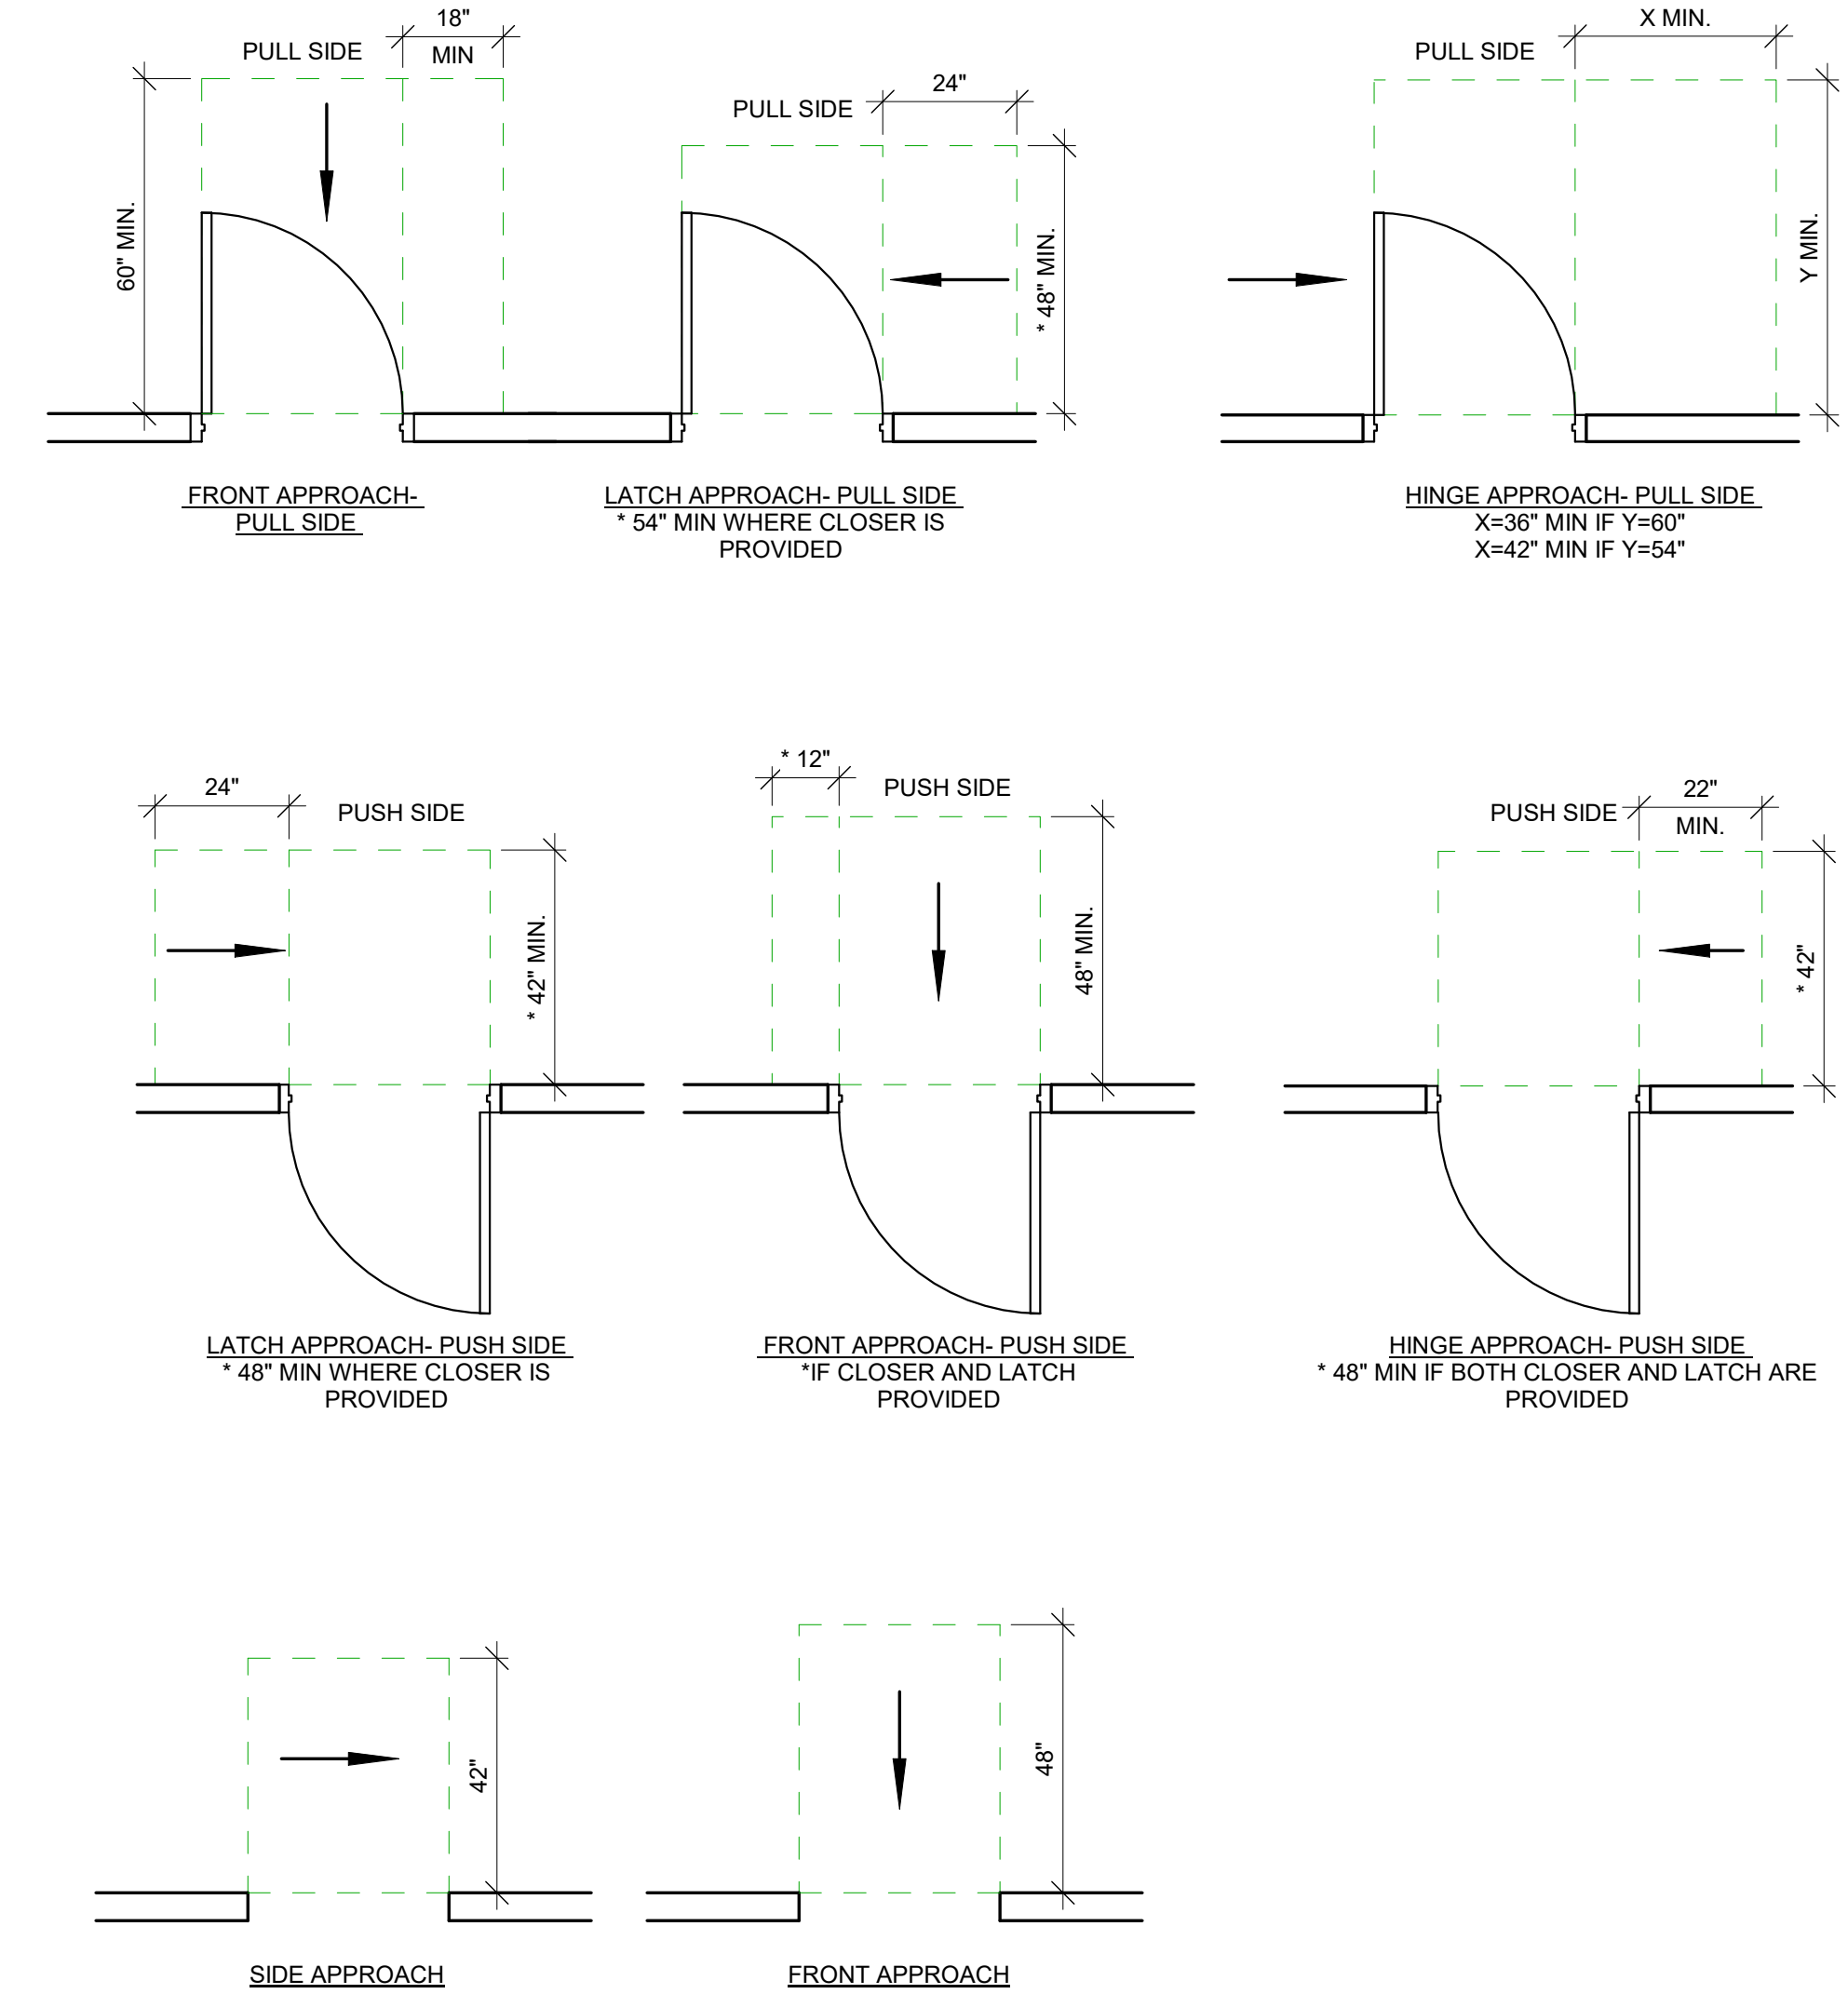 18"
PULL SIDE
MIN
60" MIN.
FRONT APPROACH-
PULL SIDE
24"
PULL SIDE
* 48" MIN.
LATCH APPROACH- PULL SIDE
* 54" MIN WHERE CLOSER IS
PROVIDED
X MIN.
PULL SIDE
Y MIN.
HINGE APPROACH- PULL SIDE
X=36" MIN IF Y=60"
X=42" MIN IF Y=54"
24"
PUSH SIDE
* 42" MIN.
LATCH APPROACH- PUSH SIDE
* 48" MIN WHERE CLOSER IS
PROVIDED
* 12"
PUSH SIDE
48" MIN.
FRONT APPROACH- PUSH SIDE
*IF CLOSER AND LATCH
PROVIDED
22"
PUSH SIDE
MIN.
* 42"
HINGE APPROACH- PUSH SIDE
* 48" MIN IF BOTH CLOSER AND LATCH ARE
PROVIDED
42"
SIDE APPROACH
48"
FRONT APPROACH